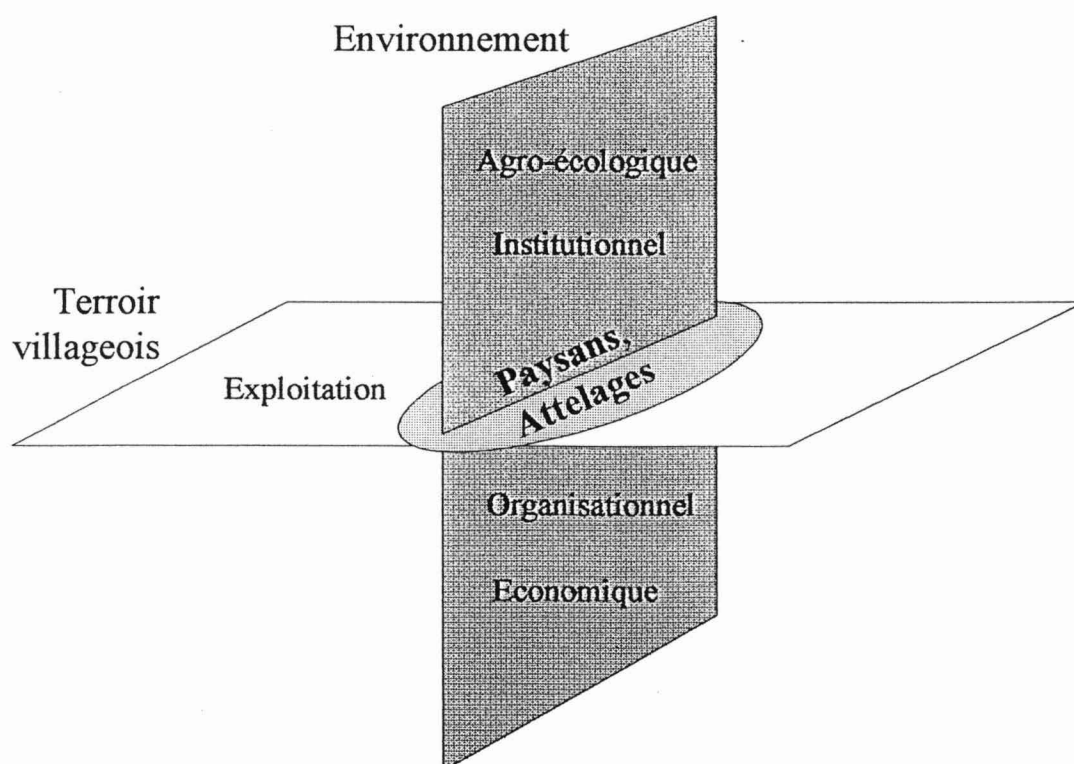 Environnement
Agro-écologique
Institutionnel
Terroir
villageois
Exploitation
Paysans,
Attelages
Organisationnel
Economique